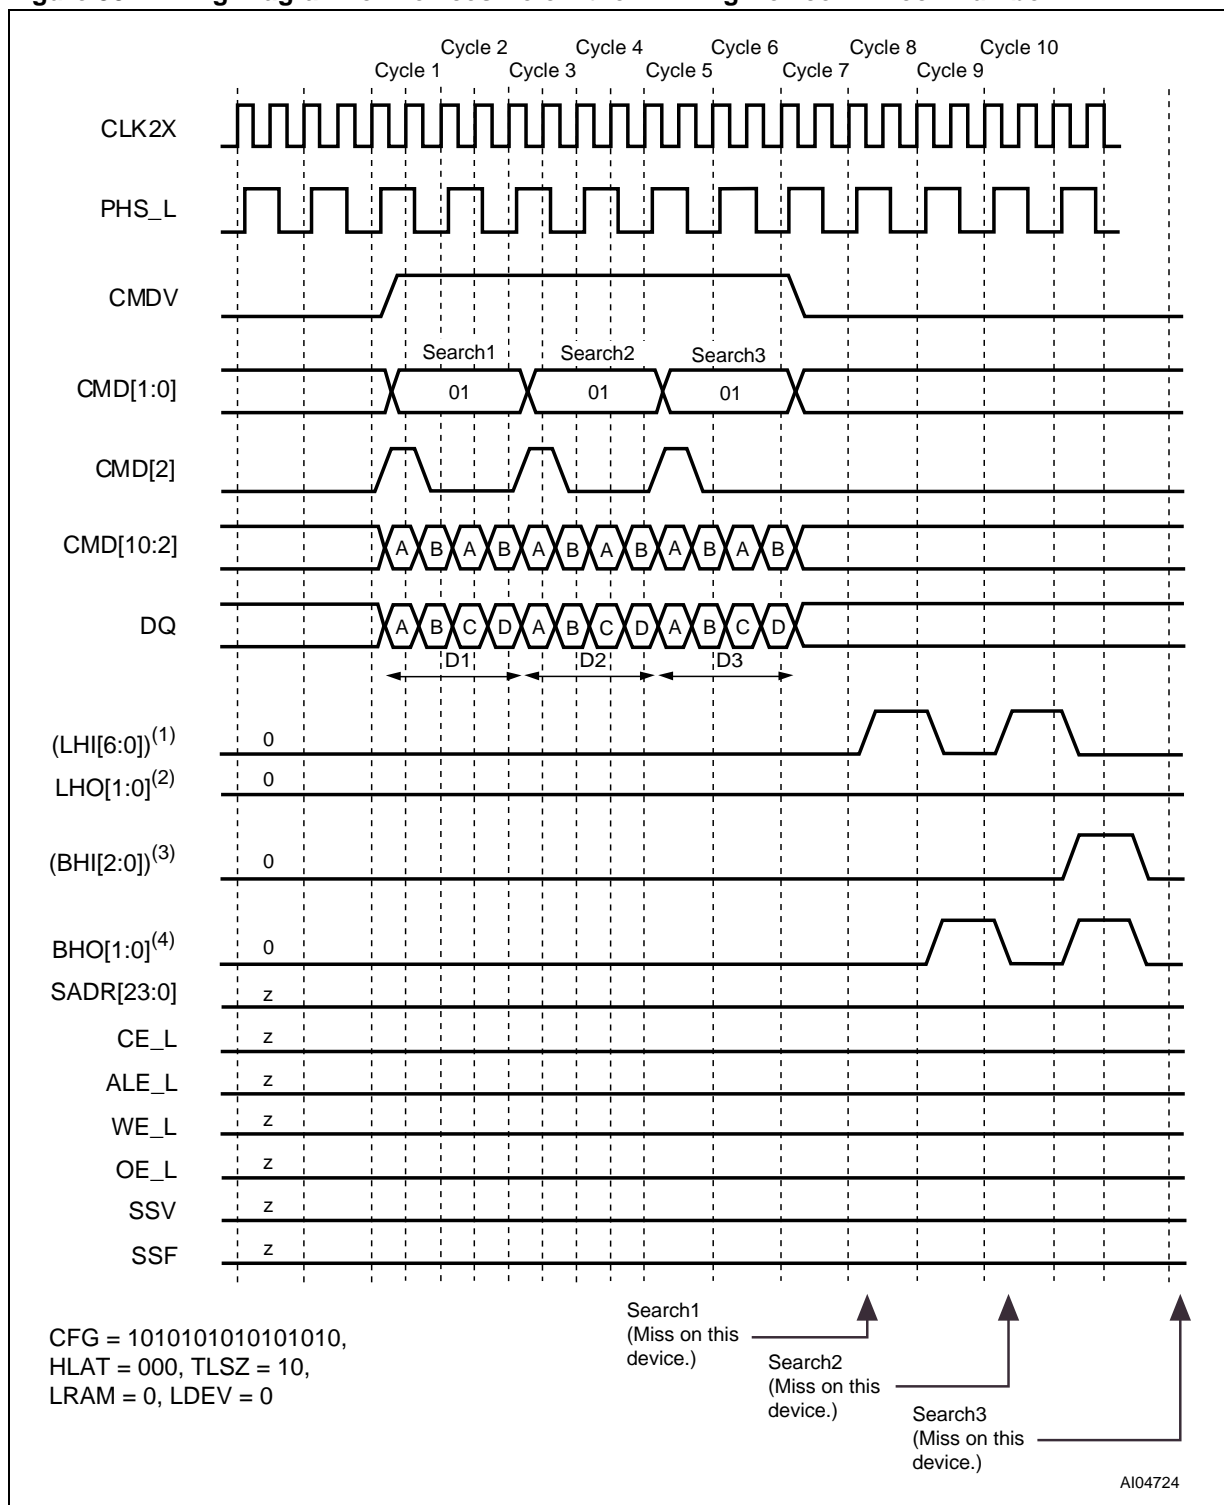 Cycle 2 Cycle 4 Cycle 6 Cycle 8 Cycle 10
Cycle 1 Cycle 3 Cycle 5 Cycle 7 Cycle 9
CLK2X
PHS_L
CMDV
Search1 Search2 Search3
CMD[1:0] 01 01 01
CMD[2]
CMD[10:2] A B A B A B A B A B A B
DQ A B C D A B C D A B C D
D1 D2 D3
(LHI[6:0])(1) 0
LHO[1:0](2) 0
(BHI[2:0])(3) 0
BHO[1:0](4) 0
SADR[23:0] z
CE_L z
ALE_L z
WE_L z
OE_L z
SSV z
SSF z
Search1
(Miss on this
device.)
Search2
(Miss on this
device.)
Search3
(Miss on this
device.)
CFG = 1010101010101010,
HLAT = 000, TLSZ = 10,
LRAM = 0, LDEV = 0
AI04724